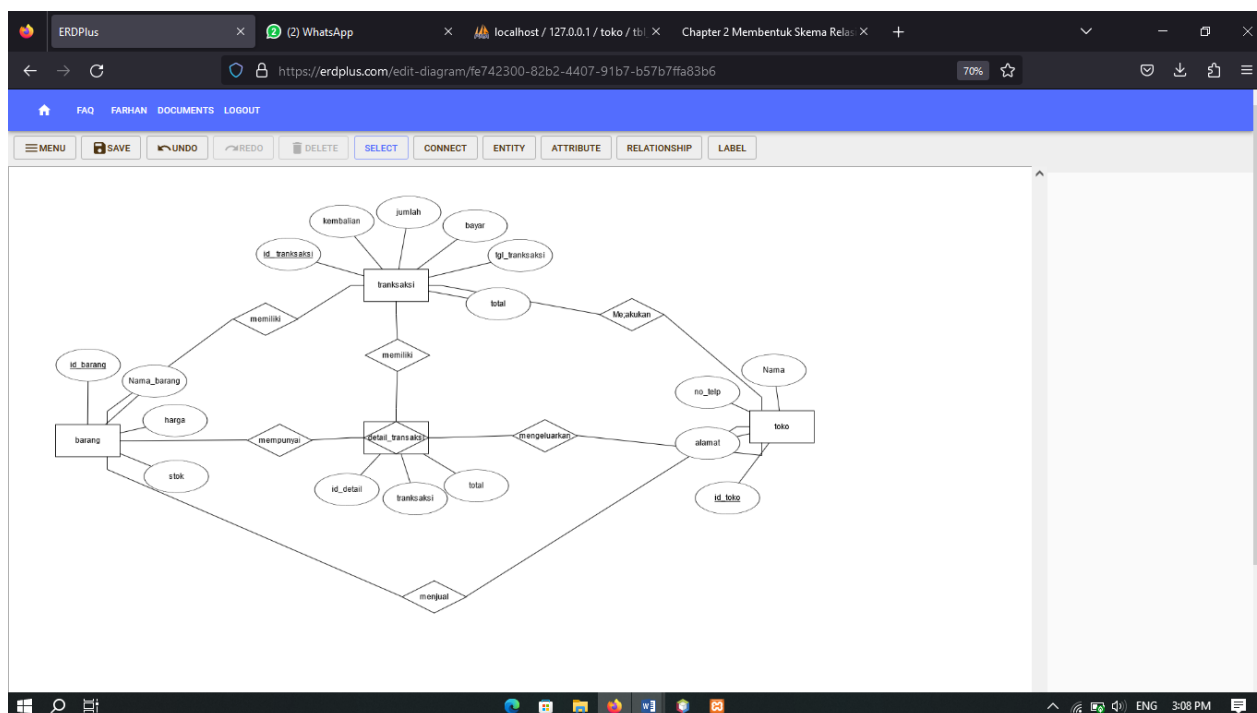 ERDPlus
2
(2) WhatsApp
localhost / 127.0.0.1 / toko / tbl_
Chapter 2 Membentuk Skema Relas
https://erdplus.com/edit-diagram/fe742300-82b2-4407-91b7-b57b7ffa83b6
70%
FAQ FARHAN DOCUMENTS LOGOUT
MENU SAVE UNDO REDO DELETE SELECT CONNECT ENTITY ATTRIBUTE RELATIONSHIP LABEL
jumlah
kembalian
bayar
id_tranksaksi
tgl_tranksaksi
tranksaksi
total
memiliki
Me;akukan
memiliki
id_barang
Nama_barang
Nama
no_telp
harga
toko
barang
mempunyai
detail_transaksi
mengeluarkan
alamat
stok
id_detail
tranksaksi
total
id_toko
menjual
ENG 3:08 PM